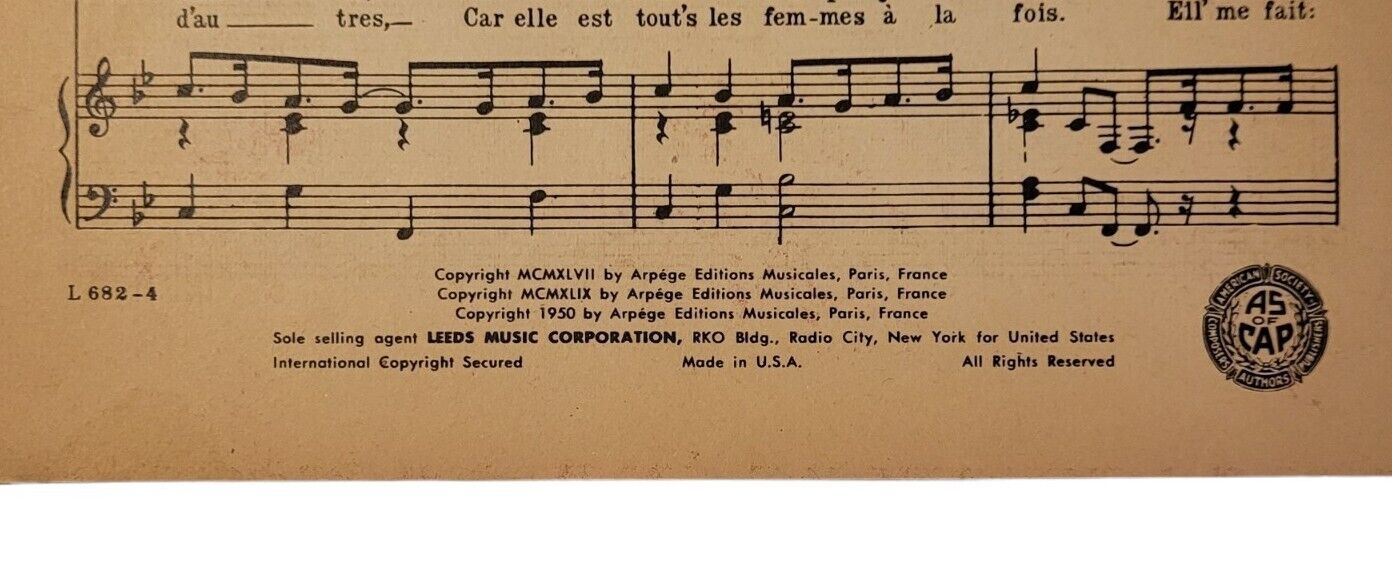 d'au_____ tres,_ Car elle est tout's les fem-mes à la fois. Ell' me fait:
Copyright MCMXLVII by Arpége Editions Musicales, Paris, France
L 682-4
Copyright MCMXLIX by Arpége Editions Musicales, Paris, France
Copyright 1950 by Arpége Editions Musicales, Paris, France
Sole selling agent LEEDS MUSIC CORPORATION, RKO Bldg., Radio City, New York for United States
International Copyright Secured Made in U.S.A. All Rights Reserved
AMERICAN SOCIETY
AS
OF
CAP
COMPOSERS
AUTHORS
PUBLISHERS